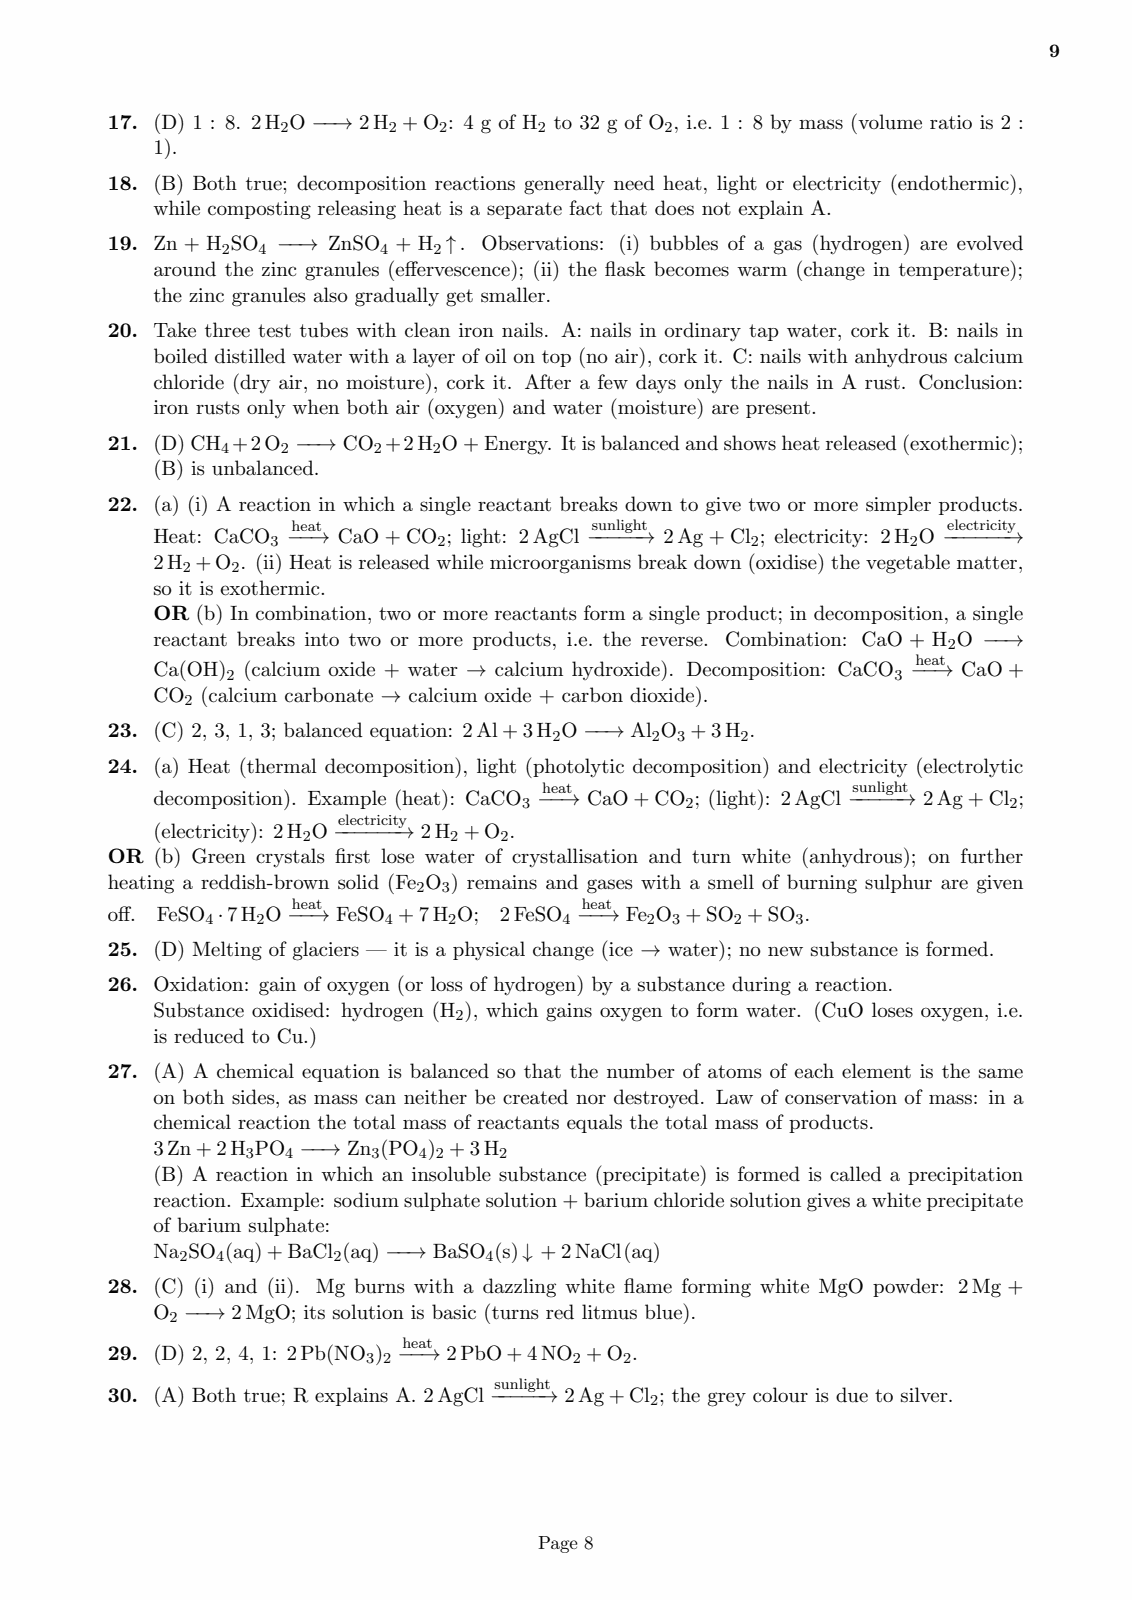 9
17. (D) 1 : 8. 2 H₂O ⟶ 2 H₂ + O₂: 4 g of H₂ to 32 g of O₂, i.e. 1 : 8 by mass (volume ratio is 2 :
1).
18. (B) Both true; decomposition reactions generally need heat, light or electricity (endothermic),
while composting releasing heat is a separate fact that does not explain A.
19. Zn + H₂SO₄ ⟶ ZnSO₄ + H₂ ↑. Observations: (i) bubbles of a gas (hydrogen) are evolved
around the zinc granules (effervescence); (ii) the flask becomes warm (change in temperature);
the zinc granules also gradually get smaller.
20. Take three test tubes with clean iron nails. A: nails in ordinary tap water, cork it. B: nails in
boiled distilled water with a layer of oil on top (no air), cork it. C: nails with anhydrous calcium
chloride (dry air, no moisture), cork it. After a few days only the nails in A rust. Conclusion:
iron rusts only when both air (oxygen) and water (moisture) are present.
21. (D) CH₄ + 2 O₂ ⟶ CO₂ + 2 H₂O + Energy. It is balanced and shows heat released (exothermic);
(B) is unbalanced.
22. (a) (i) A reaction in which a single reactant breaks down to give two or more simpler products.
Heat: CaCO₃ —heat→ CaO + CO₂; light: 2 AgCl —sunlight→ 2 Ag + Cl₂; electricity: 2 H₂O —electricity→
2 H₂ + O₂. (ii) Heat is released while microorganisms break down (oxidise) the vegetable matter,
so it is exothermic.
OR (b) In combination, two or more reactants form a single product; in decomposition, a single
reactant breaks into two or more products, i.e. the reverse. Combination: CaO + H₂O ⟶
Ca(OH)₂ (calcium oxide + water → calcium hydroxide). Decomposition: CaCO₃ —heat→ CaO +
CO₂ (calcium carbonate → calcium oxide + carbon dioxide).
23. (C) 2, 3, 1, 3; balanced equation: 2 Al + 3 H₂O ⟶ Al₂O₃ + 3 H₂.
24. (a) Heat (thermal decomposition), light (photolytic decomposition) and electricity (electrolytic
decomposition). Example (heat): CaCO₃ —heat→ CaO + CO₂; (light): 2 AgCl —sunlight→ 2 Ag + Cl₂;
(electricity): 2 H₂O —electricity→ 2 H₂ + O₂.
OR (b) Green crystals first lose water of crystallisation and turn white (anhydrous); on further
heating a reddish-brown solid (Fe₂O₃) remains and gases with a smell of burning sulphur are given
off. FeSO₄ · 7 H₂O —heat→ FeSO₄ + 7 H₂O; 2 FeSO₄ —heat→ Fe₂O₃ + SO₂ + SO₃.
25. (D) Melting of glaciers — it is a physical change (ice → water); no new substance is formed.
26. Oxidation: gain of oxygen (or loss of hydrogen) by a substance during a reaction.
Substance oxidised: hydrogen (H₂), which gains oxygen to form water. (CuO loses oxygen, i.e.
is reduced to Cu.)
27. (A) A chemical equation is balanced so that the number of atoms of each element is the same
on both sides, as mass can neither be created nor destroyed. Law of conservation of mass: in a
chemical reaction the total mass of reactants equals the total mass of products.
3 Zn + 2 H₃PO₄ ⟶ Zn₃(PO₄)₂ + 3 H₂
(B) A reaction in which an insoluble substance (precipitate) is formed is called a precipitation
reaction. Example: sodium sulphate solution + barium chloride solution gives a white precipitate
of barium sulphate:
Na₂SO₄(aq) + BaCl₂(aq) ⟶ BaSO₄(s) ↓ + 2 NaCl(aq)
28. (C) (i) and (ii). Mg burns with a dazzling white flame forming white MgO powder: 2 Mg +
O₂ ⟶ 2 MgO; its solution is basic (turns red litmus blue).
29. (D) 2, 2, 4, 1: 2 Pb(NO₃)₂ —heat→ 2 PbO + 4 NO₂ + O₂.
30. (A) Both true; R explains A. 2 AgCl —sunlight→ 2 Ag + Cl₂; the grey colour is due to silver.
Page 8